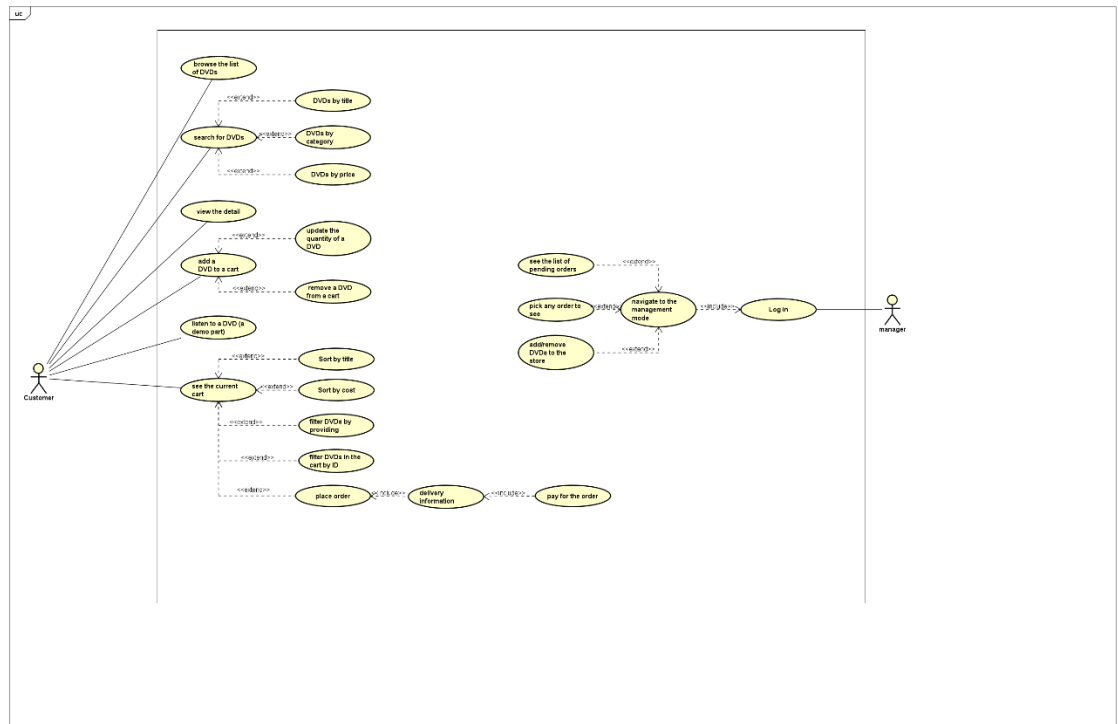 uc
browse the list
of DVDs
<<extend>>
DVDs by title
search for DVDs
<<extend>>
DVDs by
category
<<extend>>
DVDs by price
view the detail
<<extend>>
update the
quantity of a
DVD
add a
DVD to a cart
<<extend>>
remove a DVD
from a cert
listen to a DVD (a
demo part)
<<extend>>
Sort by title
see the current
cart
<<extend>>
Sort by cost
<<extend>>
filter DVDs by
providing
<<extend>>
filter DVDs in the
cart by ID
<<extend>>
place order
<<include>>
delivery
information
<<include>>
pay for the order
Customer
see the list of
pending orders
<<extend>>
pick any order to
see
<<extend>>
navigate to the
management
mode
<<include>>
Log in
add/remove
DVDs to the
store
<<extend>>
manager